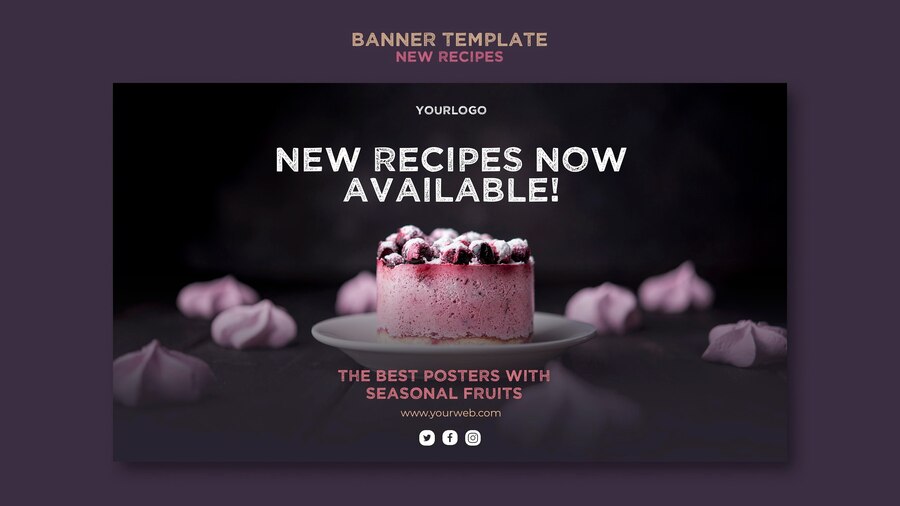 BANNER TEMPLATE
NEW RECIPES
YOURLOGO
NEW RECIPES NOW
AVAILABLE!
THE BEST POSTERS WITH
SEASONAL FRUITS
www.yourweb.com